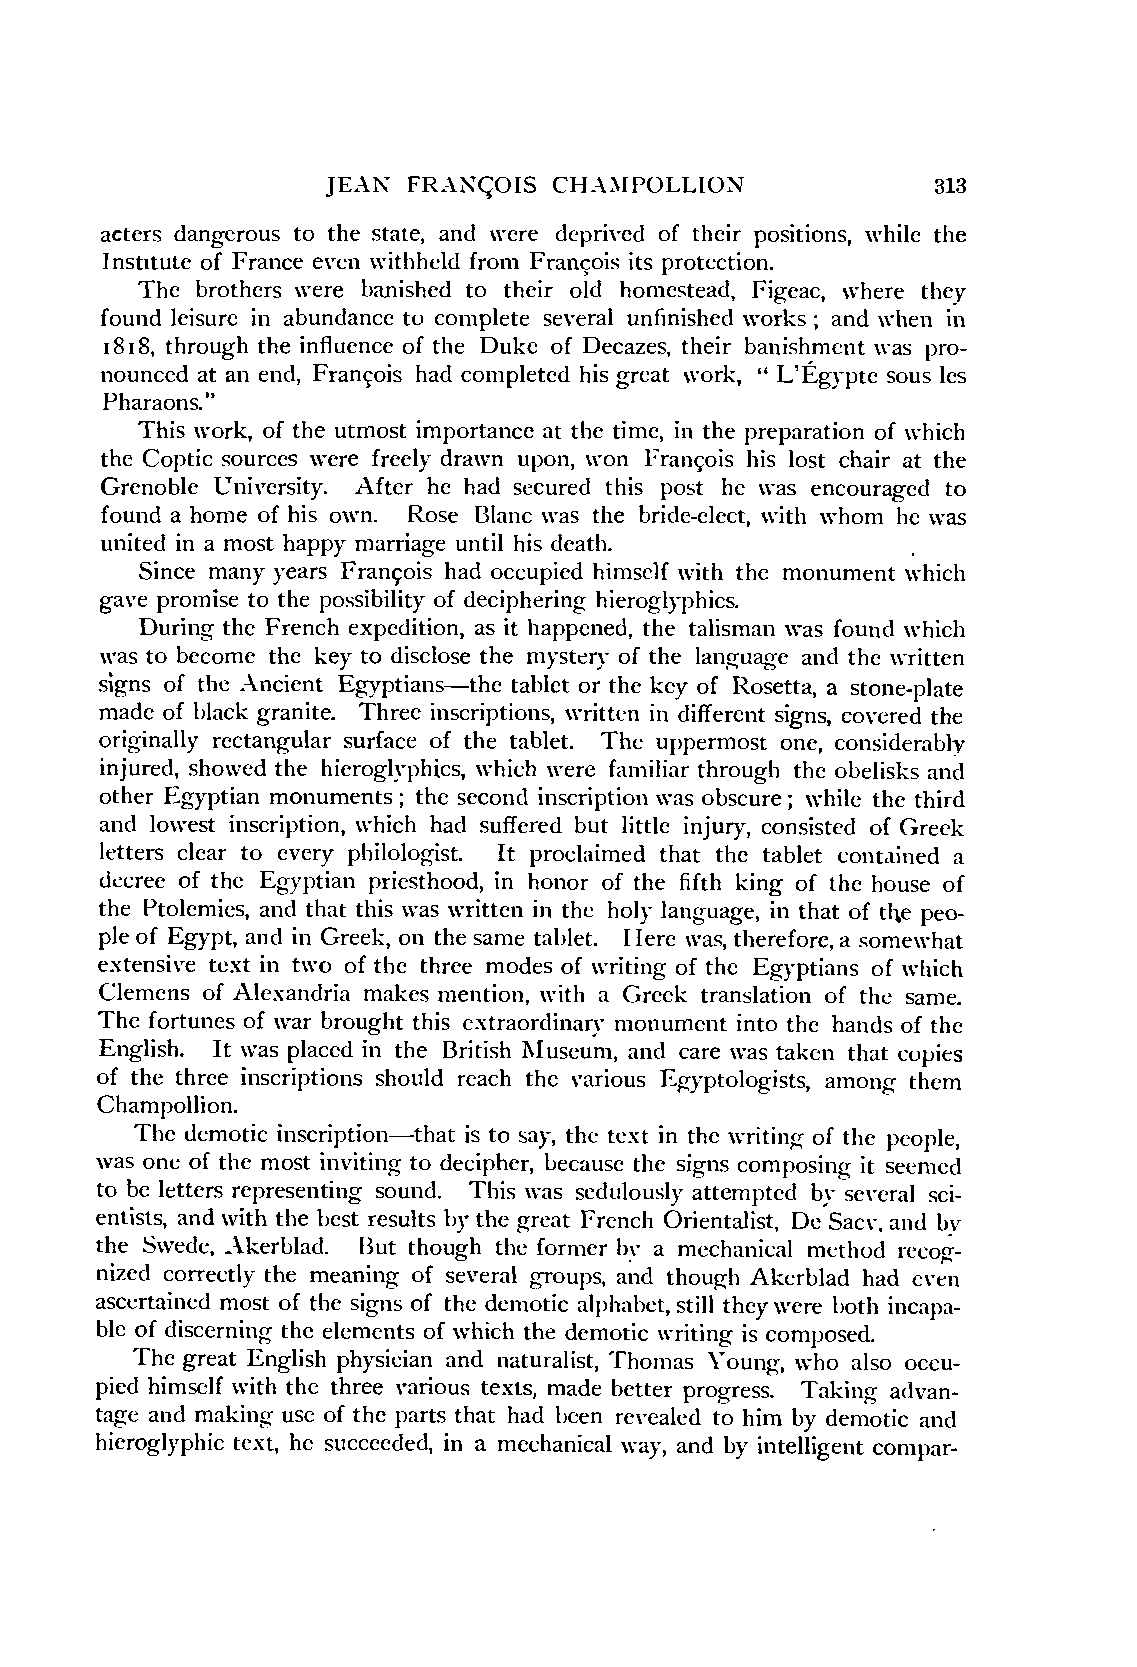 JEAN FRANÇOIS CHAMPOLLION 313
acters dangerous to the state, and were deprived of their positions, while the
Institute of France even withheld from François its protection.
The brothers were banished to their old homestead, Figeac, where they
found leisure in abundance to complete several unfinished works ; and when in
1818, through the influence of the Duke of Decazes, their banishment was pro-
nounced at an end, François had completed his great work, “ L’Égypte sous les
Pharaons.”
This work, of the utmost importance at the time, in the preparation of which
the Coptic sources were freely drawn upon, won François his lost chair at the
Grenoble University. After he had secured this post he was encouraged to
found a home of his own. Rose Blanc was the bride-elect, with whom he was
united in a most happy marriage until his death.
Since many years François had occupied himself with the monument which
gave promise to the possibility of deciphering hieroglyphics.
During the French expedition, as it happened, the talisman was found which
was to become the key to disclose the mystery of the language and the written
signs of the Ancient Egyptians—the tablet or the key of Rosetta, a stone-plate
made of black granite. Three inscriptions, written in different signs, covered the
originally rectangular surface of the tablet. The uppermost one, considerably
injured, showed the hieroglyphics, which were familiar through the obelisks and
other Egyptian monuments ; the second inscription was obscure ; while the third
and lowest inscription, which had suffered but little injury, consisted of Greek
letters clear to every philologist. It proclaimed that the tablet contained a
decree of the Egyptian priesthood, in honor of the fifth king of the house of
the Ptolemies, and that this was written in the holy language, in that of the peo-
ple of Egypt, and in Greek, on the same tablet. Here was, therefore, a somewhat
extensive text in two of the three modes of writing of the Egyptians of which
Clemens of Alexandria makes mention, with a Greek translation of the same.
The fortunes of war brought this extraordinary monument into the hands of the
English. It was placed in the British Museum, and care was taken that copies
of the three inscriptions should reach the various Egyptologists, among them
Champollion.
The demotic inscription—that is to say, the text in the writing of the people,
was one of the most inviting to decipher, because the signs composing it seemed
to be letters representing sound. This was sedulously attempted by several sci-
entists, and with the best results by the great French Orientalist, De Sacy, and by
the Swede, Akerblad. But though the former by a mechanical method recog-
nized correctly the meaning of several groups, and though Akerblad had even
ascertained most of the signs of the demotic alphabet, still they were both incapa-
ble of discerning the elements of which the demotic writing is composed.
The great English physician and naturalist, Thomas Young, who also occu-
pied himself with the three various texts, made better progress. Taking advan-
tage and making use of the parts that had been revealed to him by demotic and
hieroglyphic text, he succeeded, in a mechanical way, and by intelligent compar-